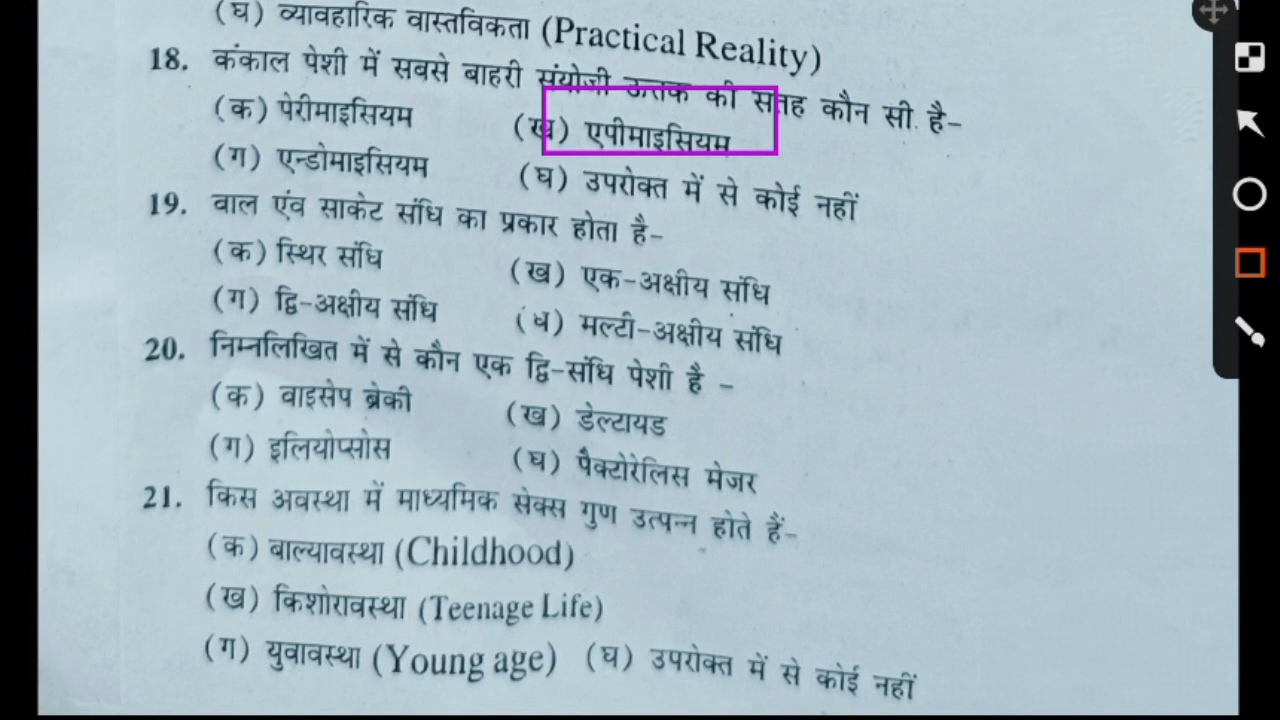 (घ) व्यावहारिक वास्तविकता (Practical Reality)
18. कंकाल पेशी में सबसे बाहरी संयोजी ऊत्तक की सतह कौन सी है-
(क) पेरीमाइसियम (ख) एपीमाइसियम
(ग) एन्डोमाइसियम (घ) उपरोक्त में से कोई नहीं
19. वाल एंव साकेट संधि का प्रकार होता है-
(क) स्थिर संधि (ख) एक-अक्षीय संधि
(ग) द्वि-अक्षीय संधि (ध) मल्टी-अक्षीय संधि
20. निम्नलिखित में से कौन एक द्वि-संधि पेशी है -
(क) वाइसेप ब्रेकी (ख) डेल्टायड
(ग) इलियोप्सोस (घ) पैक्टोरेलिस मेजर
21. किस अवस्था में माध्यमिक सेक्स गुण उत्पन्न होते हैं-
(क) बाल्यावस्था (Childhood)
(ख) किशोरावस्था (Teenage Life)
(ग) युवावस्था (Young age) (घ) उपरोक्त में से कोई नहीं